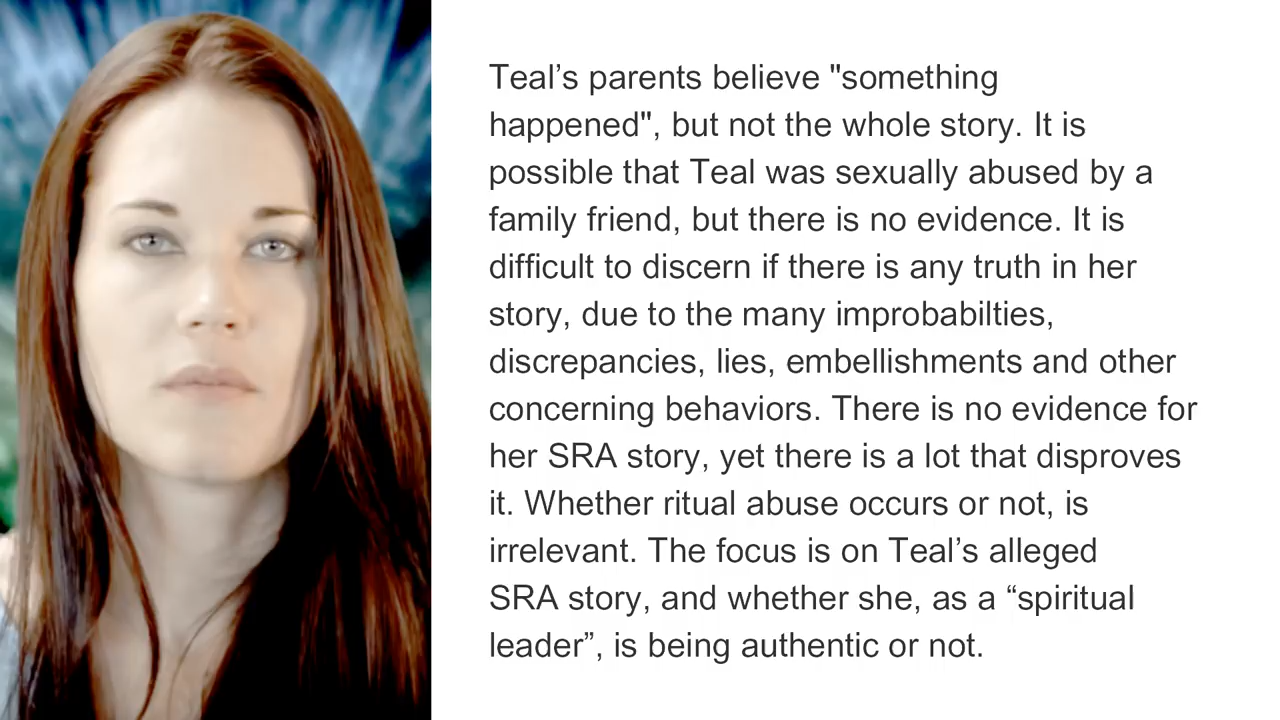 Teal’s parents believe "something
happened", but not the whole story. It is
possible that Teal was sexually abused by a
family friend, but there is no evidence. It is
difficult to discern if there is any truth in her
story, due to the many improbabilties,
discrepancies, lies, embellishments and other
concerning behaviors. There is no evidence for
her SRA story, yet there is a lot that disproves
it. Whether ritual abuse occurs or not, is
irrelevant. The focus is on Teal’s alleged
SRA story, and whether she, as a “spiritual
leader”, is being authentic or not.